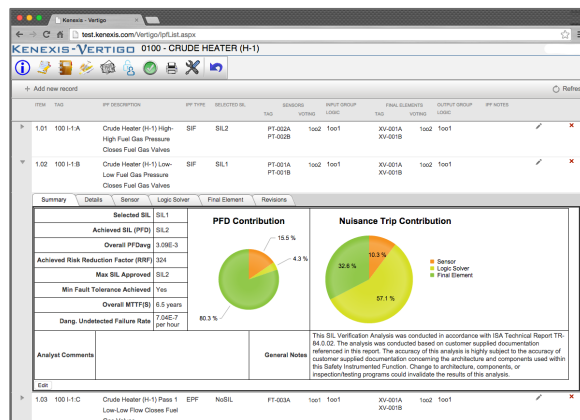 Kenexis - Vertigo
test.kenexis.com/Vertigo/IpfList.aspx
KENEXIS-VERTIGO 0100 - CRUDE HEATER (H-1)
+ Add new record
ITEM TAG IPF DESCRIPTION IPF TYPE SELECTED SIL SENSORS INPUT GROUP LOGIC FINAL ELEMENTS OUTPUT GROUP LOGIC IPF NOTES
TAG VOTING TAG VOTING
1.01 100 I-1:A Crude Heater (H-1) High- SIF SIL2 PT-002A 1oo2 1oo1 XV-001A 1oo2 1oo1
High Fuel Gas Pressure PT-002B XV-001B
Closes Fuel Gas Valves
1.02 100 I-1:B Crude Heater (H-1) Low- SIF SIL1 PT-001A 1oo2 1oo1 XV-001A 1oo2 1oo1
Low Fuel Gas Pressure PT-001B XV-001B
Closes Fuel Gas Valves
Summary Details Sensor Logic Solver Final Element Revisions
Selected SIL SIL1
Achieved SIL (PFD) SIL2
Overall PFDavg 3.09E-3
Achieved Risk Reduction Factor (RRF) 324
Max SIL Approved SIL2
Min Fault Tolerance Achieved Yes
Overall MTTF(S) 6.5 years
Dang. Undetected Failure Rate 7.04E-7 per hour
PFD Contribution
15.5 %
4.3 %
80.3 %
Nuisance Trip Contribution
10.3 %
32.6 %
57.1 %
Sensor
Logic Solver
Final Element
Analyst Comments
General Notes
This SIL Verification Analysis was conducted in accordance with ISA Technical Report TR-
84.0.02. The analysis was conducted based on customer supplied documentation
referenced in this report. The accuracy of this analysis is highly subject to the accuracy of
customer supplied documentation concerning the architecture and components used within
this Safety Instrumented Function. Change to architecture, components, or
inspection/testing programs could invalidate the results of this analysis.
Edit
1.03 100 I-1:C Crude Heater (H-1) Pass 1 EPF NoSIL FT-003A 1oo1 1oo1 XV-001A 1oo2 1oo1
Low-Low Flow Closes Fuel XV-001B